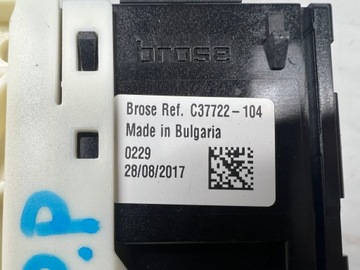 brose
Brose Ref. C37722-104
Made in Bulgaria
0229
28/08/2017
P.P